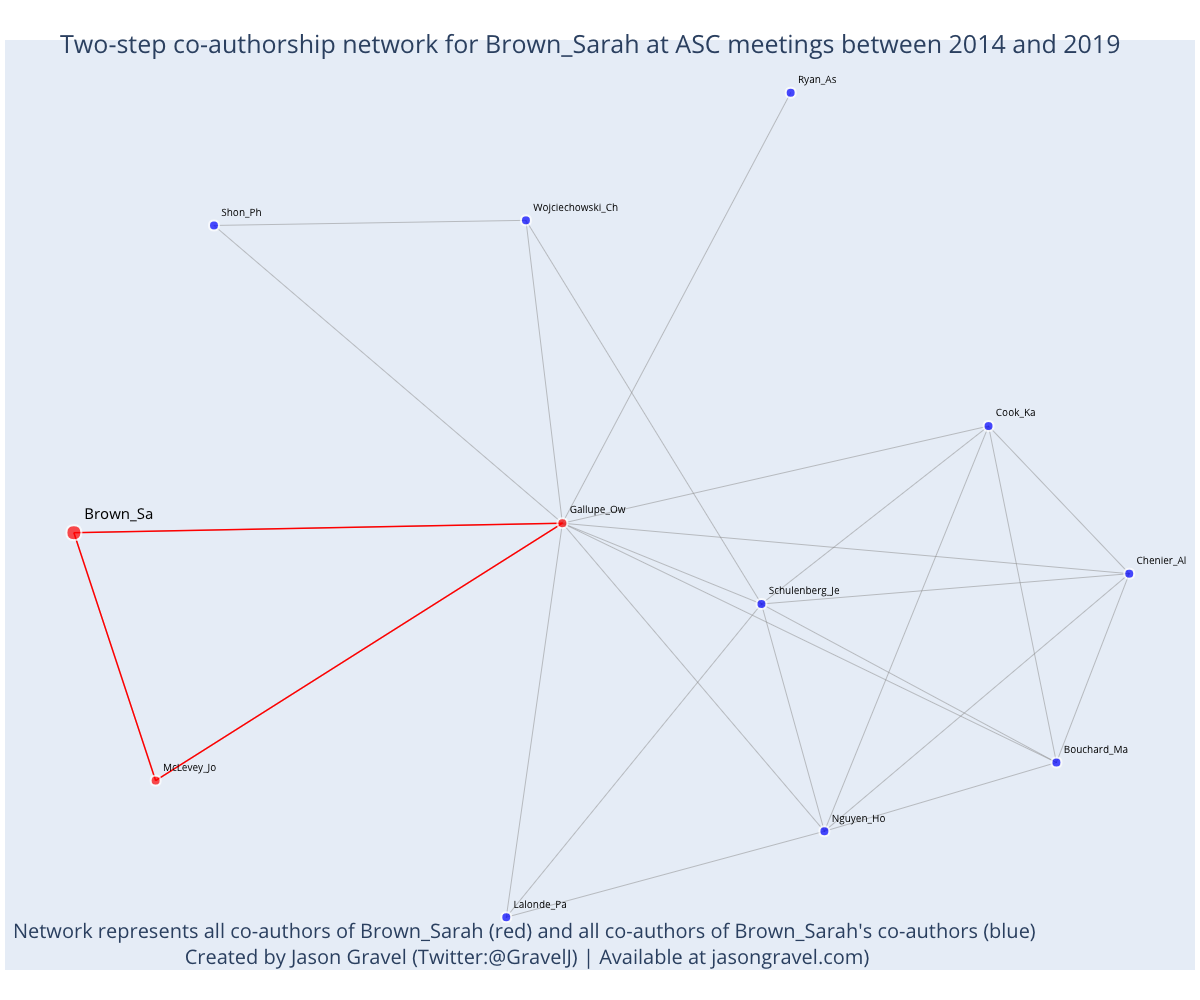 Two-step co-authorship network for Brown_Sarah at ASC meetings between 2014 and 2019
Ryan_As
Shon_Ph
Wojciechowski_Ch
Cook_Ka
Brown_Sa
Gallupe_Ow
Chenier_Al
Schulenberg_Je
Bouchard_Ma
McLevey_Jo
Nguyen_Ho
Lalonde_Pa
Network represents all co-authors of Brown_Sarah (red) and all co-authors of Brown_Sarah's co-authors (blue)
Created by Jason Gravel (Twitter:@GravelJ) | Available at jasongravel.com)